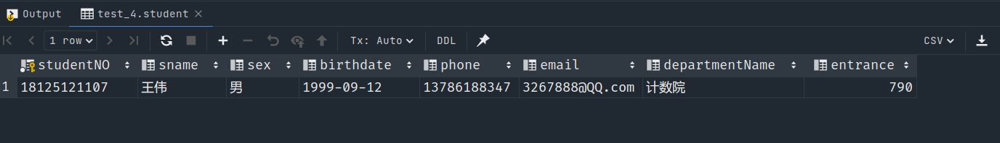 Output test_4.student
1 row Tx: Auto DDL CSV
studentNO sname sex birthdate phone email departmentName entrance
1 18125121107 王伟 男 1999-09-12 13786188347 3267888@QQ.com 计数院 790